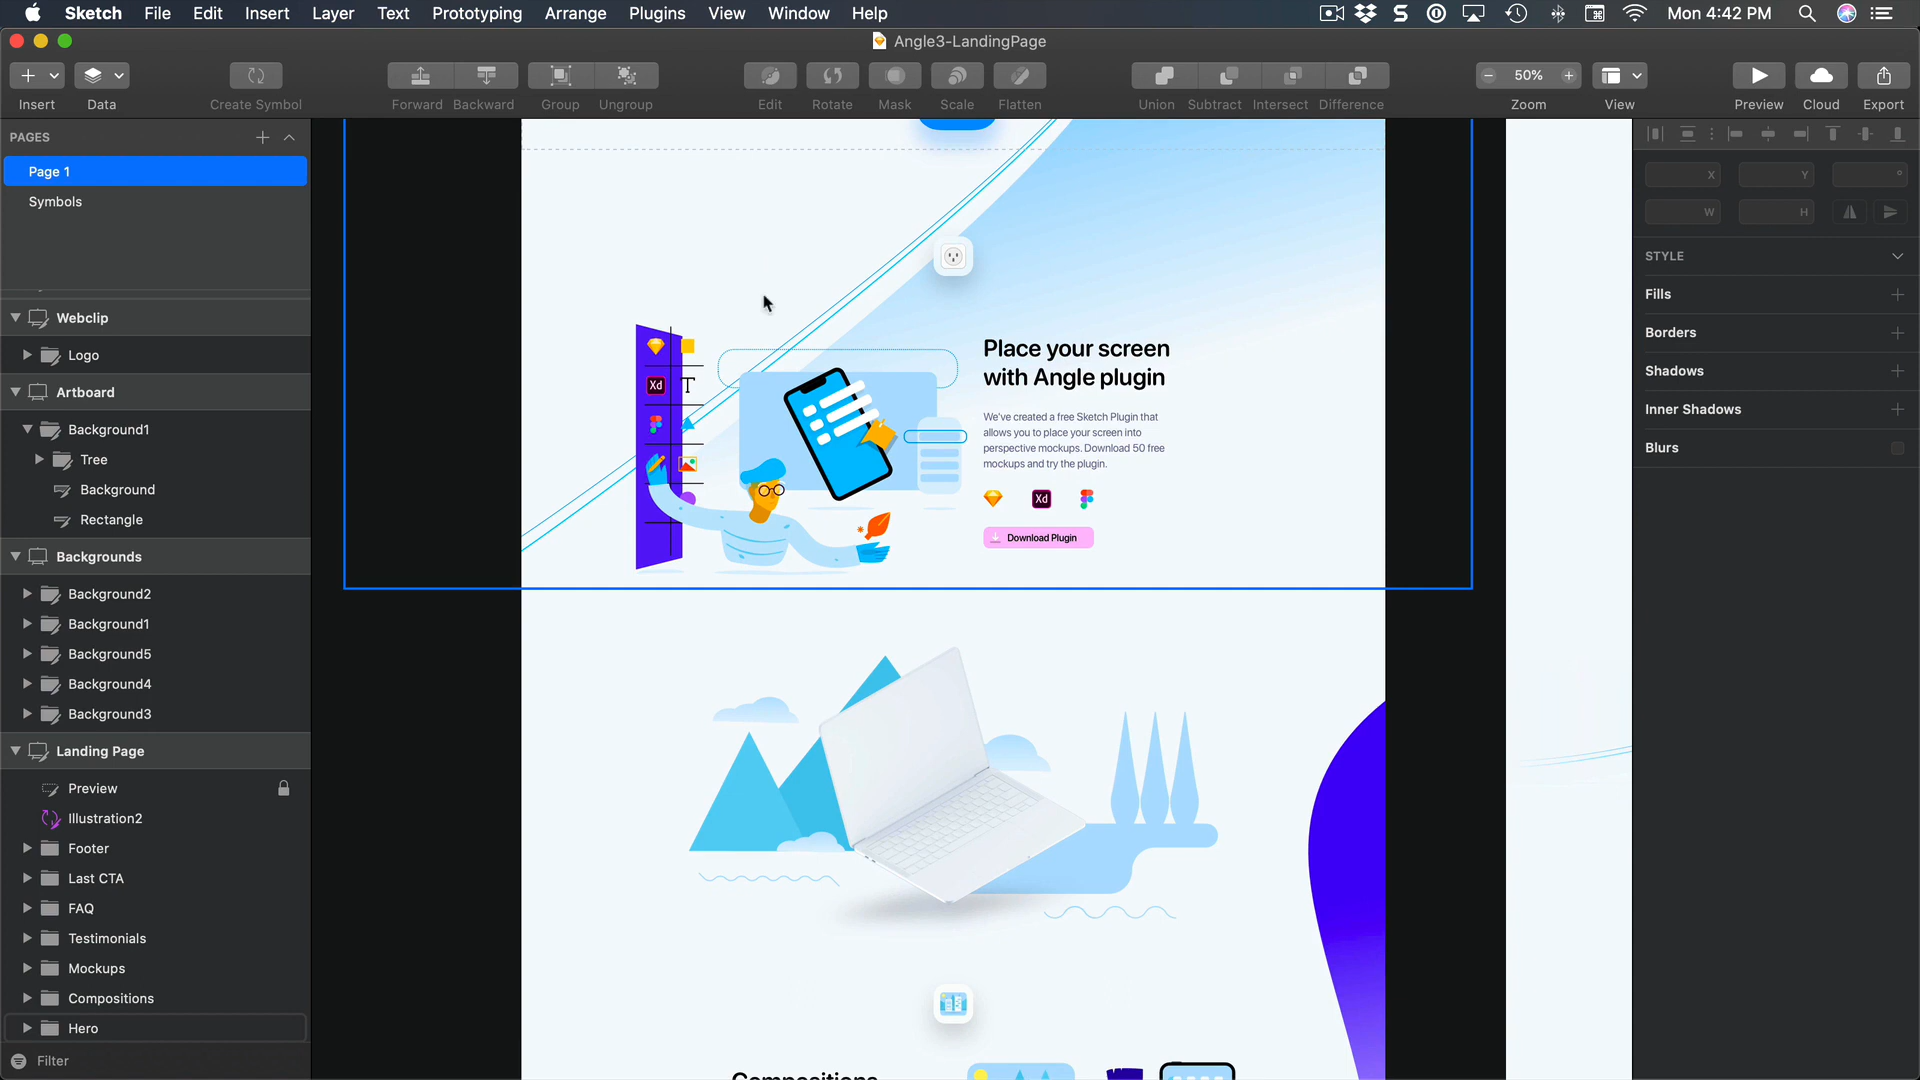 Sketch File Edit Insert Layer Text Prototyping Arrange Plugins View Window Help Mon 4:42 PM
Angle3-LandingPage
50%
Insert Data Create Symbol Forward Backward Group Ungroup Edit Rotate Mask Scale Flatten Union Subtract Intersect Difference Zoom View Preview Cloud Export
PAGES
Page 1
Symbols
Webclip
Logo
Artboard
Background1
Tree
Background
Rectangle
Backgrounds
Background2
Background1
Background5
Background4
Background3
Landing Page
Preview
Illustration2
Footer
Last CTA
FAQ
Testimonials
Mockups
Compositions
Hero
Filter
Xd
T
Place your screen
with Angle plugin
We've created a free Sketch Plugin that
allows you to place your screen into
perspective mockups. Download 50 free
mockups and try the plugin.
Xd
Download Plugin
Compositions
X Y °
W H
STYLE
Fills
Borders
Shadows
Inner Shadows
Blurs